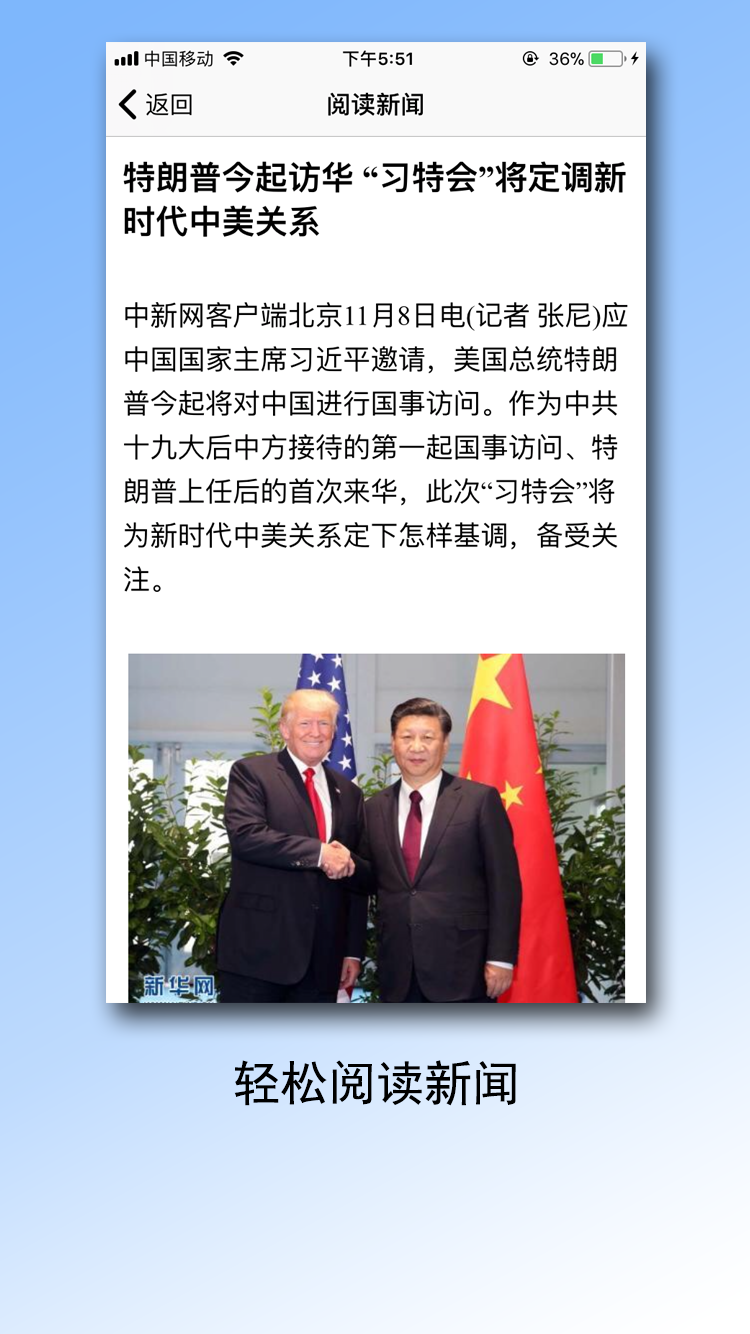 中国移动 下午5:51 36%
返回 阅读新闻
特朗普今起访华 “习特会”将定调新
时代中美关系
中新网客户端北京11月8日电(记者 张尼)应
中国国家主席习近平邀请，美国总统特朗
普今起将对中国进行国事访问。作为中共
十九大后中方接待的第一起国事访问、特
朗普上任后的首次来华，此次“习特会”将
为新时代中美关系定下怎样基调，备受关
注。
新华网
轻松阅读新闻